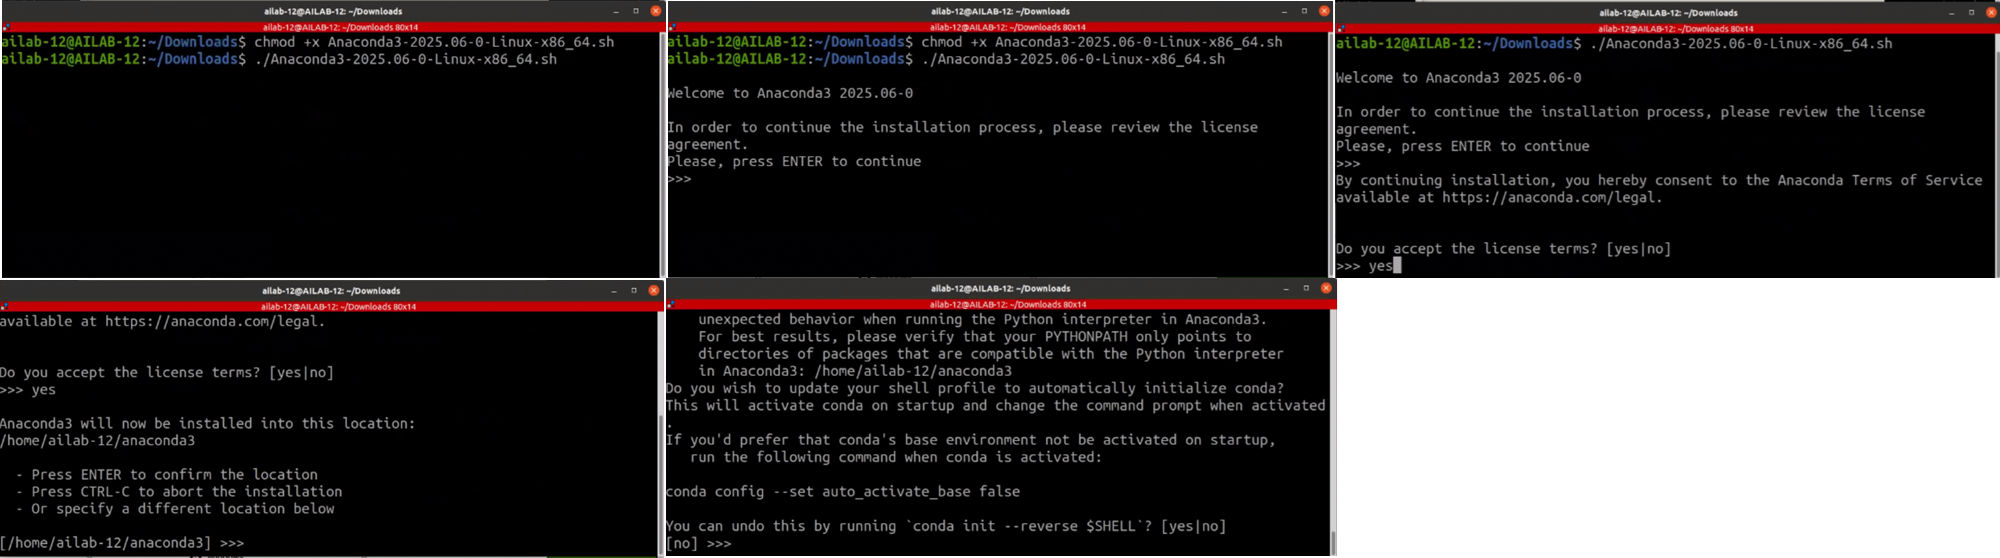 ailab-12@AILAB-12: ~/Downloads
ailab-12@AILAB-12: ~/Downloads 80x14
ailab-12@AILAB-12:~/Downloads$ chmod +x Anaconda3-2025.06-0-Linux-x86_64.sh
ailab-12@AILAB-12:~/Downloads$ ./Anaconda3-2025.06-0-Linux-x86_64.sh
ailab-12@AILAB-12: ~/Downloads
ailab-12@AILAB-12: ~/Downloads 80x14
ailab-12@AILAB-12:~/Downloads$ chmod +x Anaconda3-2025.06-0-Linux-x86_64.sh
ailab-12@AILAB-12:~/Downloads$ ./Anaconda3-2025.06-0-Linux-x86_64.sh
Welcome to Anaconda3 2025.06-0
In order to continue the installation process, please review the license
agreement.
Please, press ENTER to continue
>>>
ailab-12@AILAB-12: ~/Downloads
ailab-12@AILAB-12: ~/Downloads 80x14
ailab-12@AILAB-12:~/Downloads$ ./Anaconda3-2025.06-0-Linux-x86_64.sh
Welcome to Anaconda3 2025.06-0
In order to continue the installation process, please review the license
agreement.
Please, press ENTER to continue
>>>
By continuing installation, you hereby consent to the Anaconda Terms of Service
available at https://anaconda.com/legal.
Do you accept the license terms? [yes|no]
>>> yes
ailab-12@AILAB-12: ~/Downloads
ailab-12@AILAB-12: ~/Downloads 80x14
available at https://anaconda.com/legal.
Do you accept the license terms? [yes|no]
>>> yes
Anaconda3 will now be installed into this location:
/home/ailab-12/anaconda3
- Press ENTER to confirm the location
- Press CTRL-C to abort the installation
- Or specify a different location below
[/home/ailab-12/anaconda3] >>>
ailab-12@AILAB-12: ~/Downloads
ailab-12@AILAB-12: ~/Downloads 80x14
unexpected behavior when running the Python interpreter in Anaconda3.
For best results, please verify that your PYTHONPATH only points to
directories of packages that are compatible with the Python interpreter
in Anaconda3: /home/ailab-12/anaconda3
Do you wish to update your shell profile to automatically initialize conda?
This will activate conda on startup and change the command prompt when activated
.
If you'd prefer that conda's base environment not be activated on startup,
run the following command when conda is activated:
conda config --set auto_activate_base false
You can undo this by running `conda init --reverse $SHELL`? [yes|no]
[no] >>>